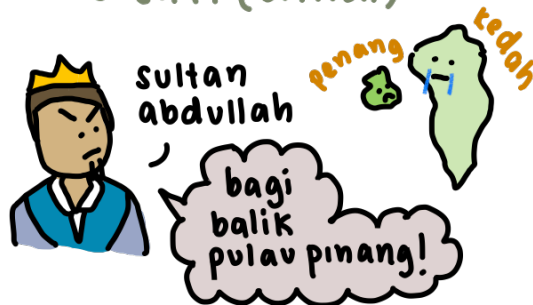 sultan
abdullah
penang
kedah
bagi
balik
pulau pinang!